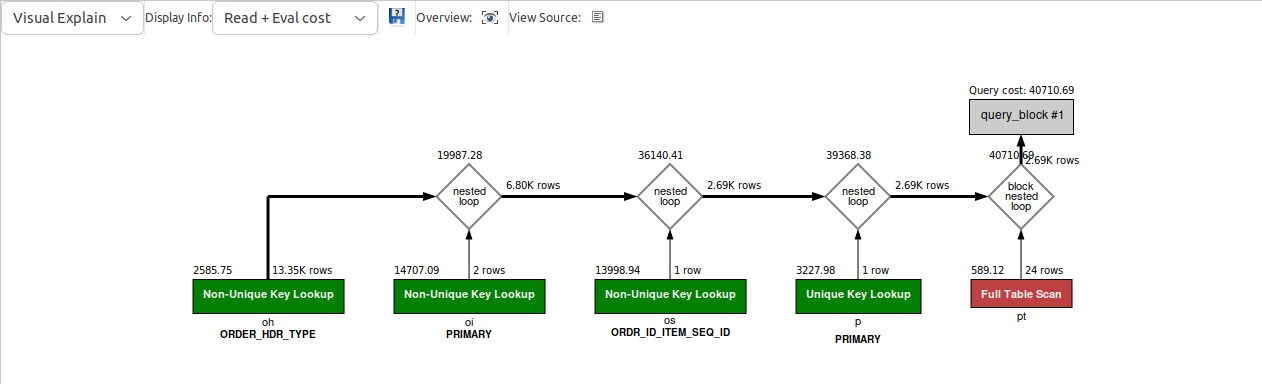 Visual Explain
Display Info:
Read + Eval cost
Overview:
View Source:
Query cost: 40710.69
query_block #1
19987.28
36140.41
39368.38
40710.69
2.69K rows
nested
loop
6.80K rows
nested
loop
2.69K rows
nested
loop
2.69K rows
block
nested
loop
2585.75
13.35K rows
14707.09
2 rows
13998.94
1 row
3227.98
1 row
589.12
24 rows
Non-Unique Key Lookup
Non-Unique Key Lookup
Non-Unique Key Lookup
Unique Key Lookup
Full Table Scan
oh
oi
os
p
pt
ORDER_HDR_TYPE
PRIMARY
ORDR_ID_ITEM_SEQ_ID
PRIMARY